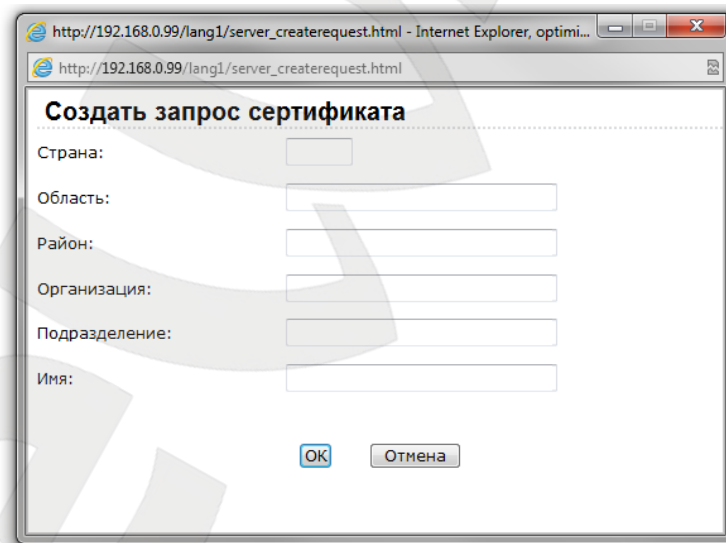 http://192.168.0.99/lang1/server_createrequest.html - Internet Explorer, optimi...
http://192.168.0.99/lang1/server_createrequest.html
Создать запрос сертификата
Страна:
Область:
Район:
Организация:
Подразделение:
Имя:
OK Отмена